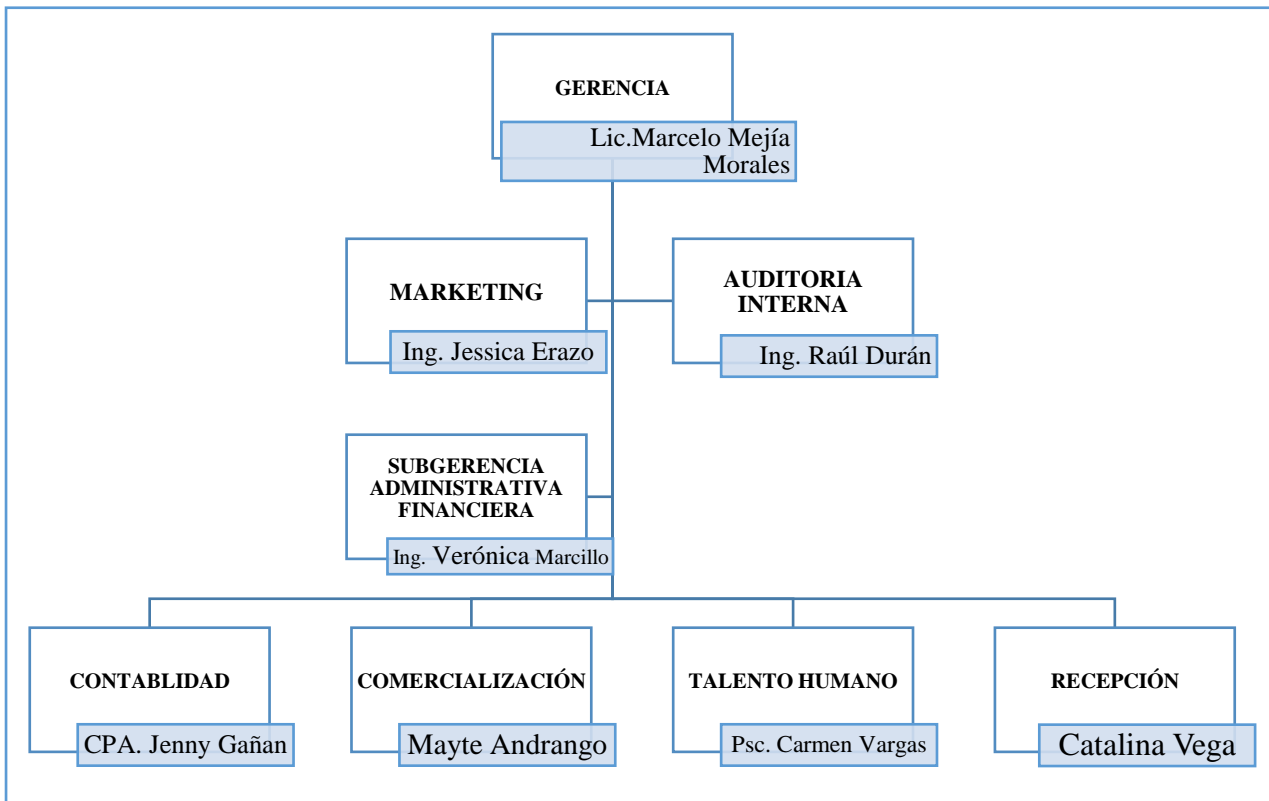 GERENCIA
Lic.Marcelo Mejía
Morales
MARKETING
Ing. Jessica Erazo
AUDITORIA
INTERNA
Ing. Raúl Durán
SUBGERENCIA
ADMINISTRATIVA
FINANCIERA
Ing. Verónica Marcillo
CONTABLIDAD
CPA. Jenny Gañan
COMERCIALIZACIÓN
Mayte Andrango
TALENTO HUMANO
Psc. Carmen Vargas
RECEPCIÓN
Catalina Vega